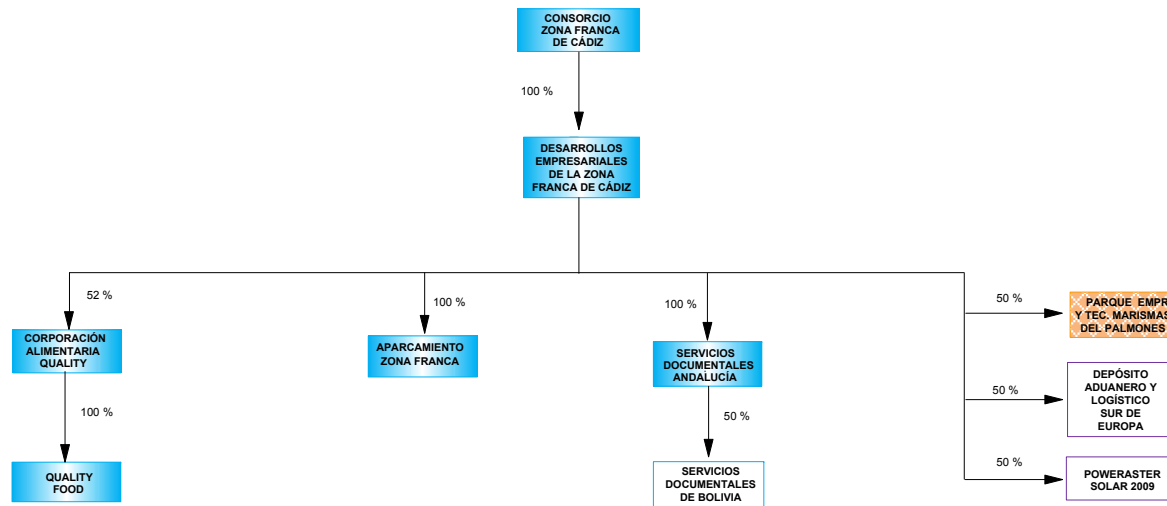 CONSORCIO
ZONA FRANCA
DE CÁDIZ
100 %
DESARROLLOS
EMPRESARIALES
DE LA ZONA
FRANCA DE CÁDIZ
52 %
100 %
100 %
50 %
CORPORACIÓN
ALIMENTARIA
QUALITY
APARCAMIENTO
ZONA FRANCA
SERVICIOS
DOCUMENTALES
ANDALUCÍA
PARQUE EMPR
Y TEC. MARISMAS
DEL PALMONES
100 %
50 %
50 %
DEPÓSITO
ADUANERO Y
LOGÍSTICO
SUR DE
EUROPA
QUALITY
FOOD
SERVICIOS
DOCUMENTALES
DE BOLIVIA
50 %
POWERASTER
SOLAR 2009